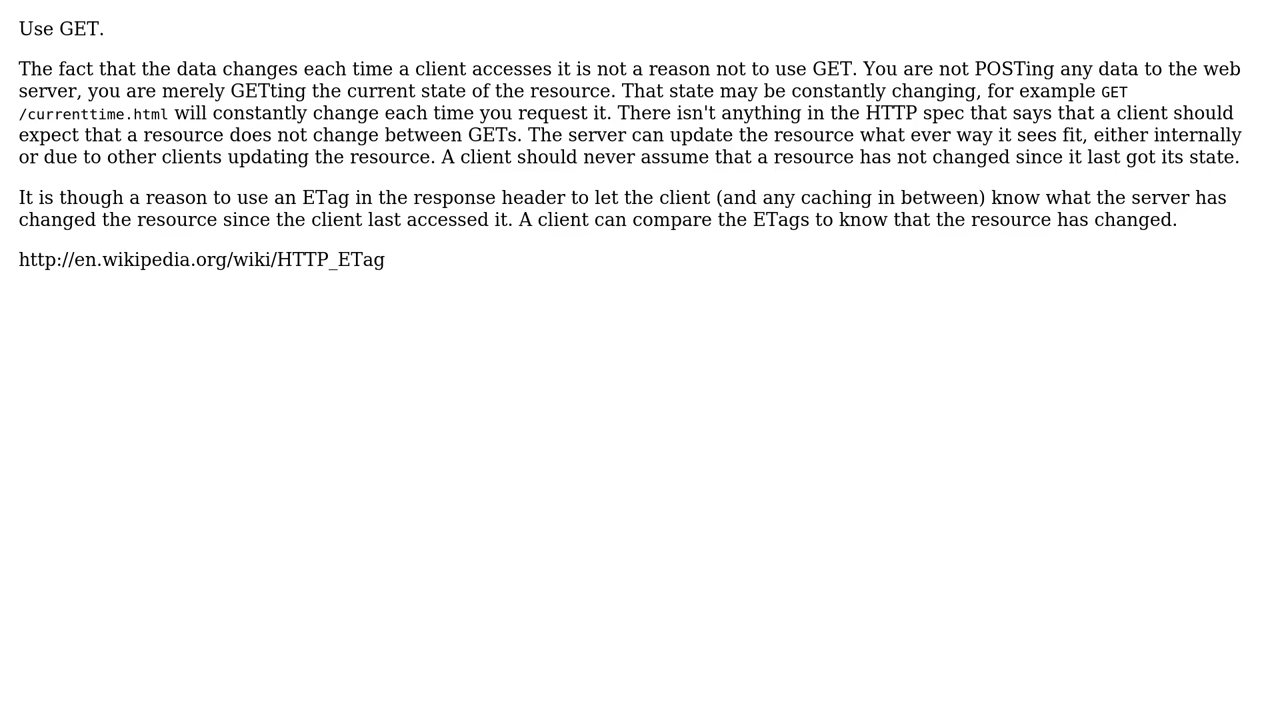 Use GET.
The fact that the data changes each time a client accesses it is not a reason not to use GET. You are not POSTing any data to the web
server, you are merely GETting the current state of the resource. That state may be constantly changing, for example GET
/currenttime.html will constantly change each time you request it. There isn't anything in the HTTP spec that says that a client should
expect that a resource does not change between GETs. The server can update the resource what ever way it sees fit, either internally
or due to other clients updating the resource. A client should never assume that a resource has not changed since it last got its state.
It is though a reason to use an ETag in the response header to let the client (and any caching in between) know what the server has
changed the resource since the client last accessed it. A client can compare the ETags to know that the resource has changed.
http://en.wikipedia.org/wiki/HTTP_ETag